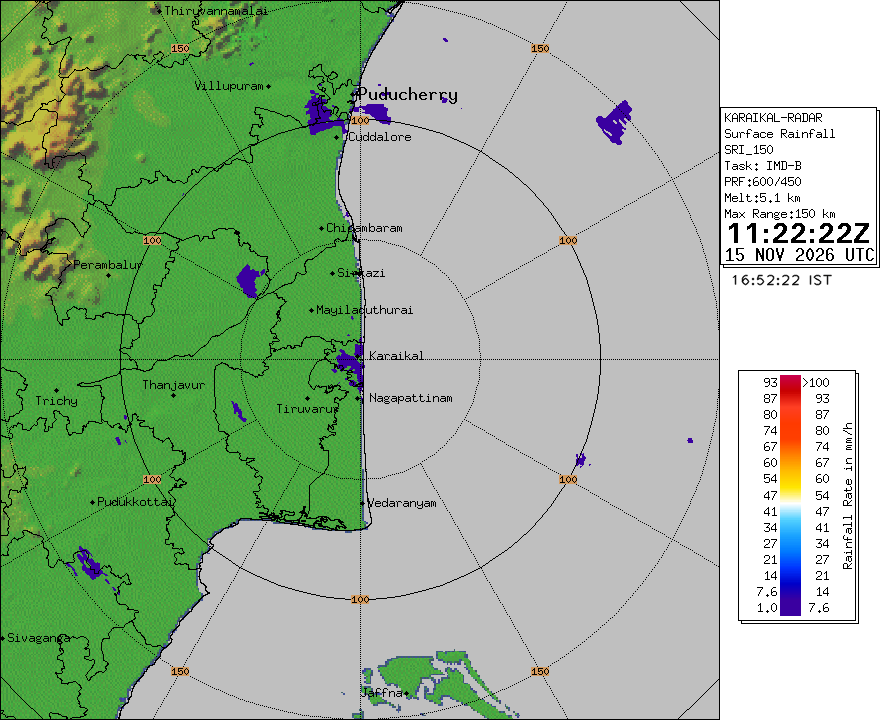 Thiruvannamalai
150
150
Villupuram
Puducherry
100
Cuddalore
Chidambaram
100
100
Perambalur
Sirkazi
Mayiladuthurai
Karaikal
Thanjavur
Trichy
Tiruvarur
Nagapattinam
100
100
Pudukkottai
Vedaranyam
100
Sivaganga
150
150
Jaffna
KARAIKAL-RADAR
Surface Rainfall
SRI_150
Task: IMD-B
PRF:600/450
Melt:5.1 km
Max Range:150 km
11:22:22Z
15 NOV 2026 UTC
16:52:22 IST
93 >100
87 93
80 87
74 80
67 74
60 67
54 60
47 54
41 47
34 41
27 34
21 27
14 21
7.6 14
1.0 7.6
Rainfall Rate in mm/h